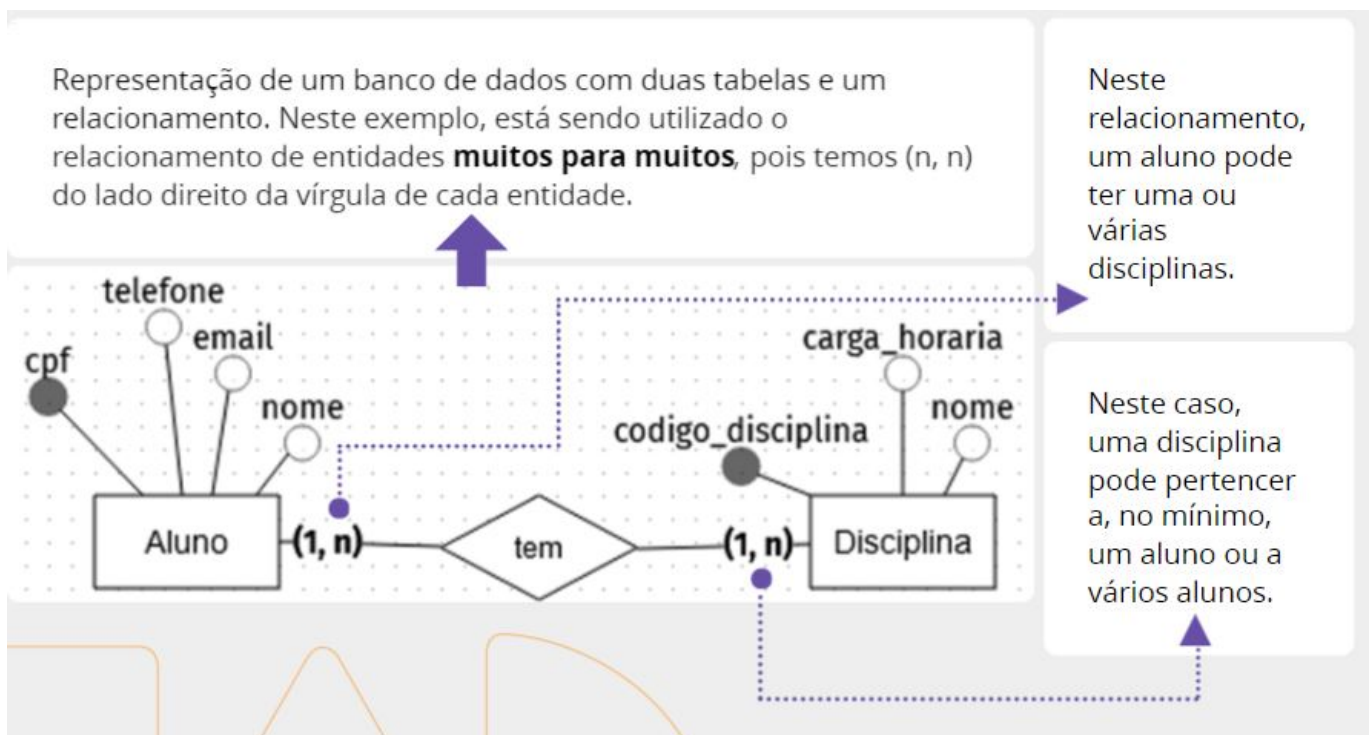 Representação de um banco de dados com duas tabelas e um
relacionamento. Neste exemplo, está sendo utilizado o
relacionamento de entidades muitos para muitos, pois temos (n, n)
do lado direito da vírgula de cada entidade.
Neste
relacionamento,
um aluno pode
ter uma ou
várias
disciplinas.
telefone
email
cpf
nome
carga_horaria
nome
codigo_disciplina
Aluno
(1, n)
tem
(1, n)
Disciplina
Neste caso,
uma disciplina
pode pertencer
a, no mínimo,
um aluno ou a
vários alunos.